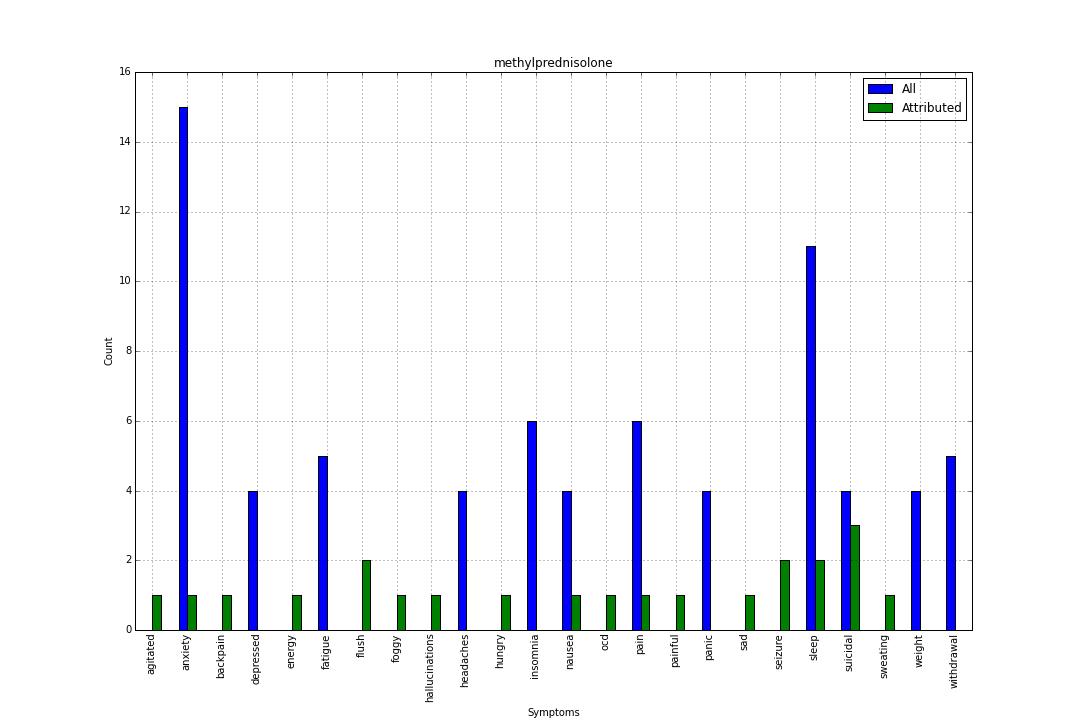 methylprednisolone
All
Attributed
Count
16
14
12
10
8
6
4
2
0
agitated
anxiety
backpain
depressed
energy
fatigue
flush
foggy
hallucinations
headaches
hungry
insomnia
nausea
ocd
pain
painful
panic
sad
seizure
sleep
suicidal
sweating
weight
withdrawal
Symptoms